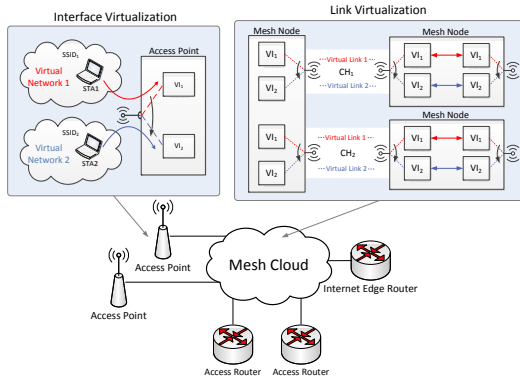 Interface Virtualization
SSID₁
Virtual
Network 1
STA1
SSID₂
Virtual
Network 2
STA2
Access Point
VI₁
VI₂
Link Virtualization
Mesh Node
VI₁
VI₂
VI₁
VI₂
Virtual Link 1
CH₁
Virtual Link 2
Virtual Link 1
CH₂
Virtual Link 2
Mesh Node
VI₁
VI₁
VI₂
VI₂
Mesh Node
VI₁
VI₁
VI₂
VI₂
Access Point
Access Point
Mesh Cloud
Internet Edge Router
Access Router
Access Router